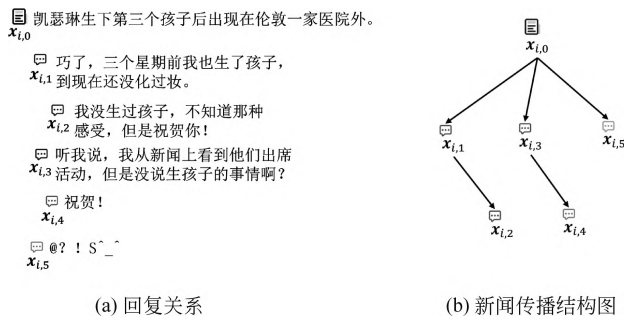 凯瑟琳生下第三个孩子后出现在伦敦一家医院外。
x_{i,0}
巧了，三个星期前我也生了孩子，
x_{i,1} 到现在还没化过妆。
我没生过孩子，不知道那种
x_{i,2} 感受，但是祝贺你！
听我说，我从新闻上看到他们出席
x_{i,3} 活动，但是没说生孩子的事情啊？
祝贺！
x_{i,4}
@？！S^_^
x_{i,5}
(a) 回复关系
x_{i,0}
x_{i,1} x_{i,3} x_{i,5}
x_{i,2} x_{i,4}
(b) 新闻传播结构图